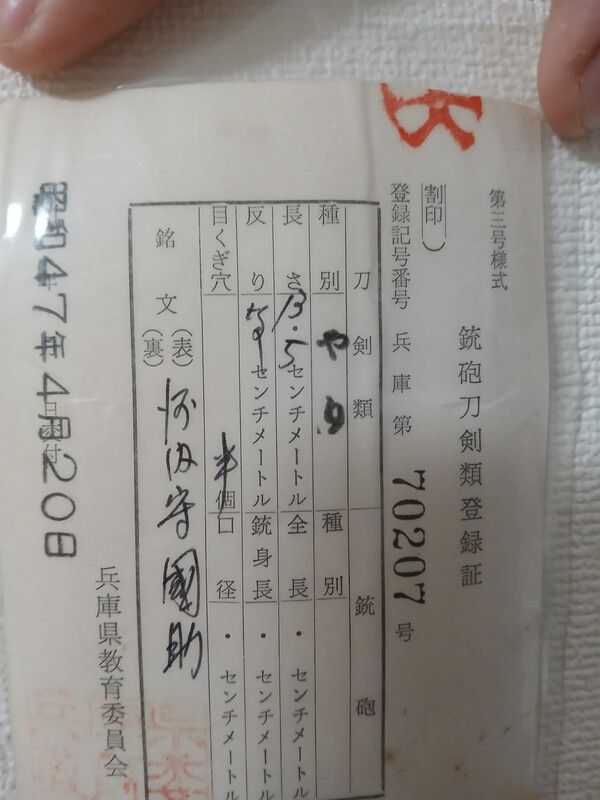 第三号様式
銃砲刀剣類登録証
（割印）
登録記号番号 兵庫第 70207 号
刀剣類 銃砲
種別 やり 種別
長さ 13.5センチメートル 全長 ・ センチメートル
反り なしセンチメートル 銃身長 ・ センチメートル
目くぎ穴 個 口径 ・ センチメートル
銘文 （表） 河内守國助
（裏）
兵庫県教育委員会
昭和47年4月20日